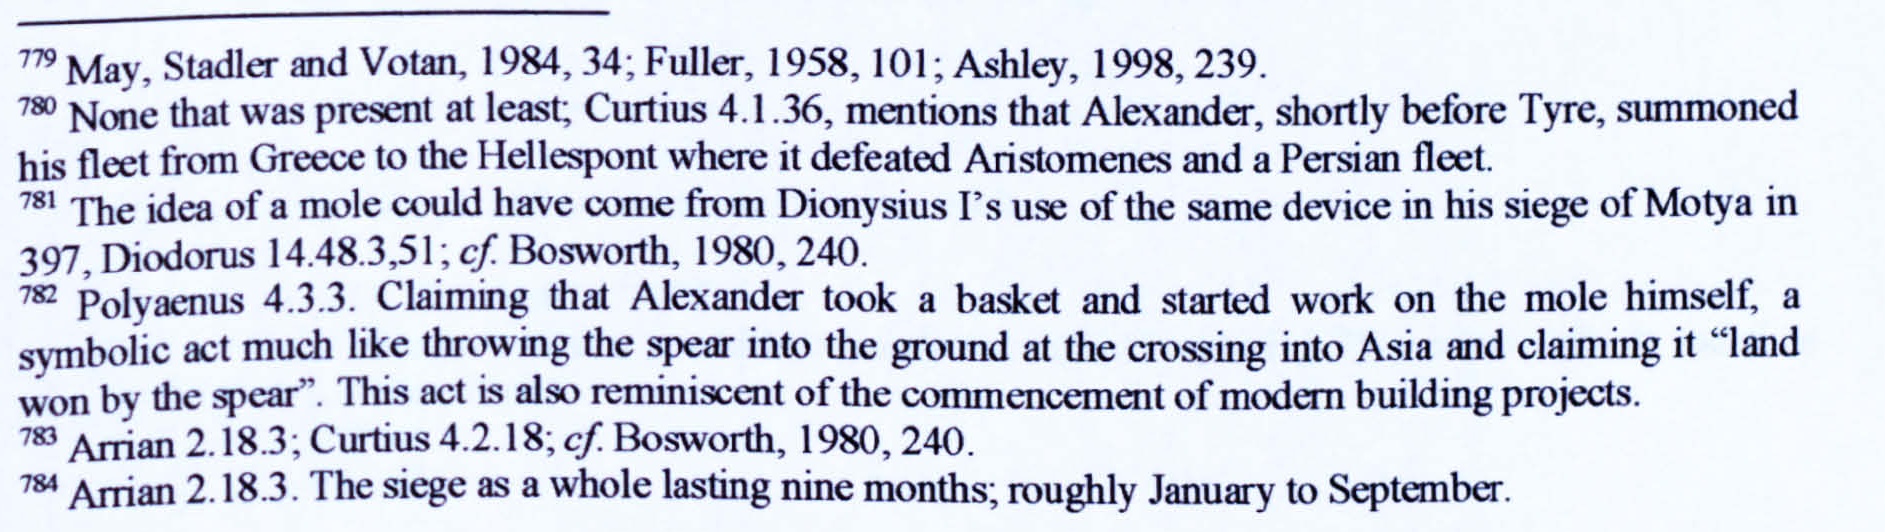 779 May, Stadler and Votan, 1984, 34; Fuller, 1958, 101; Ashley, 1998, 239.
780 None that was present at least; Curtius 4.1.36, mentions that Alexander, shortly before Tyre, summoned
his fleet from Greece to the Hellespont where it defeated Aristomenes and a Persian fleet.
781 The idea of a mole could have come from Dionysius I's use of the same device in his siege of Motya in
397, Diodorus 14.48.3,51; cf. Bosworth, 1980, 240.
782 Polyaenus 4.3.3. Claiming that Alexander took a basket and started work on the mole himself, a
symbolic act much like throwing the spear into the ground at the crossing into Asia and claiming it “land
won by the spear”. This act is also reminiscent of the commencement of modern building projects.
783 Arrian 2.18.3; Curtius 4.2.18; cf. Bosworth, 1980, 240.
784 Arrian 2.18.3. The siege as a whole lasting nine months; roughly January to September.